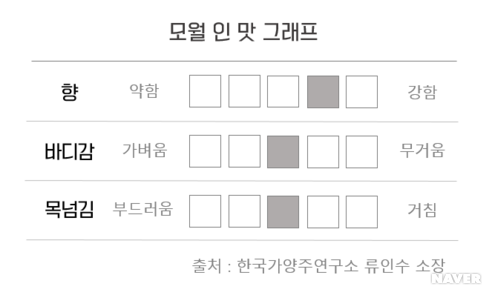 모월 인 맛 그래프
향 약함 강함
바디감 가벼움 무거움
목넘김 부드러움 거침
출처 : 한국가양주연구소 류인수 소장
NAVER